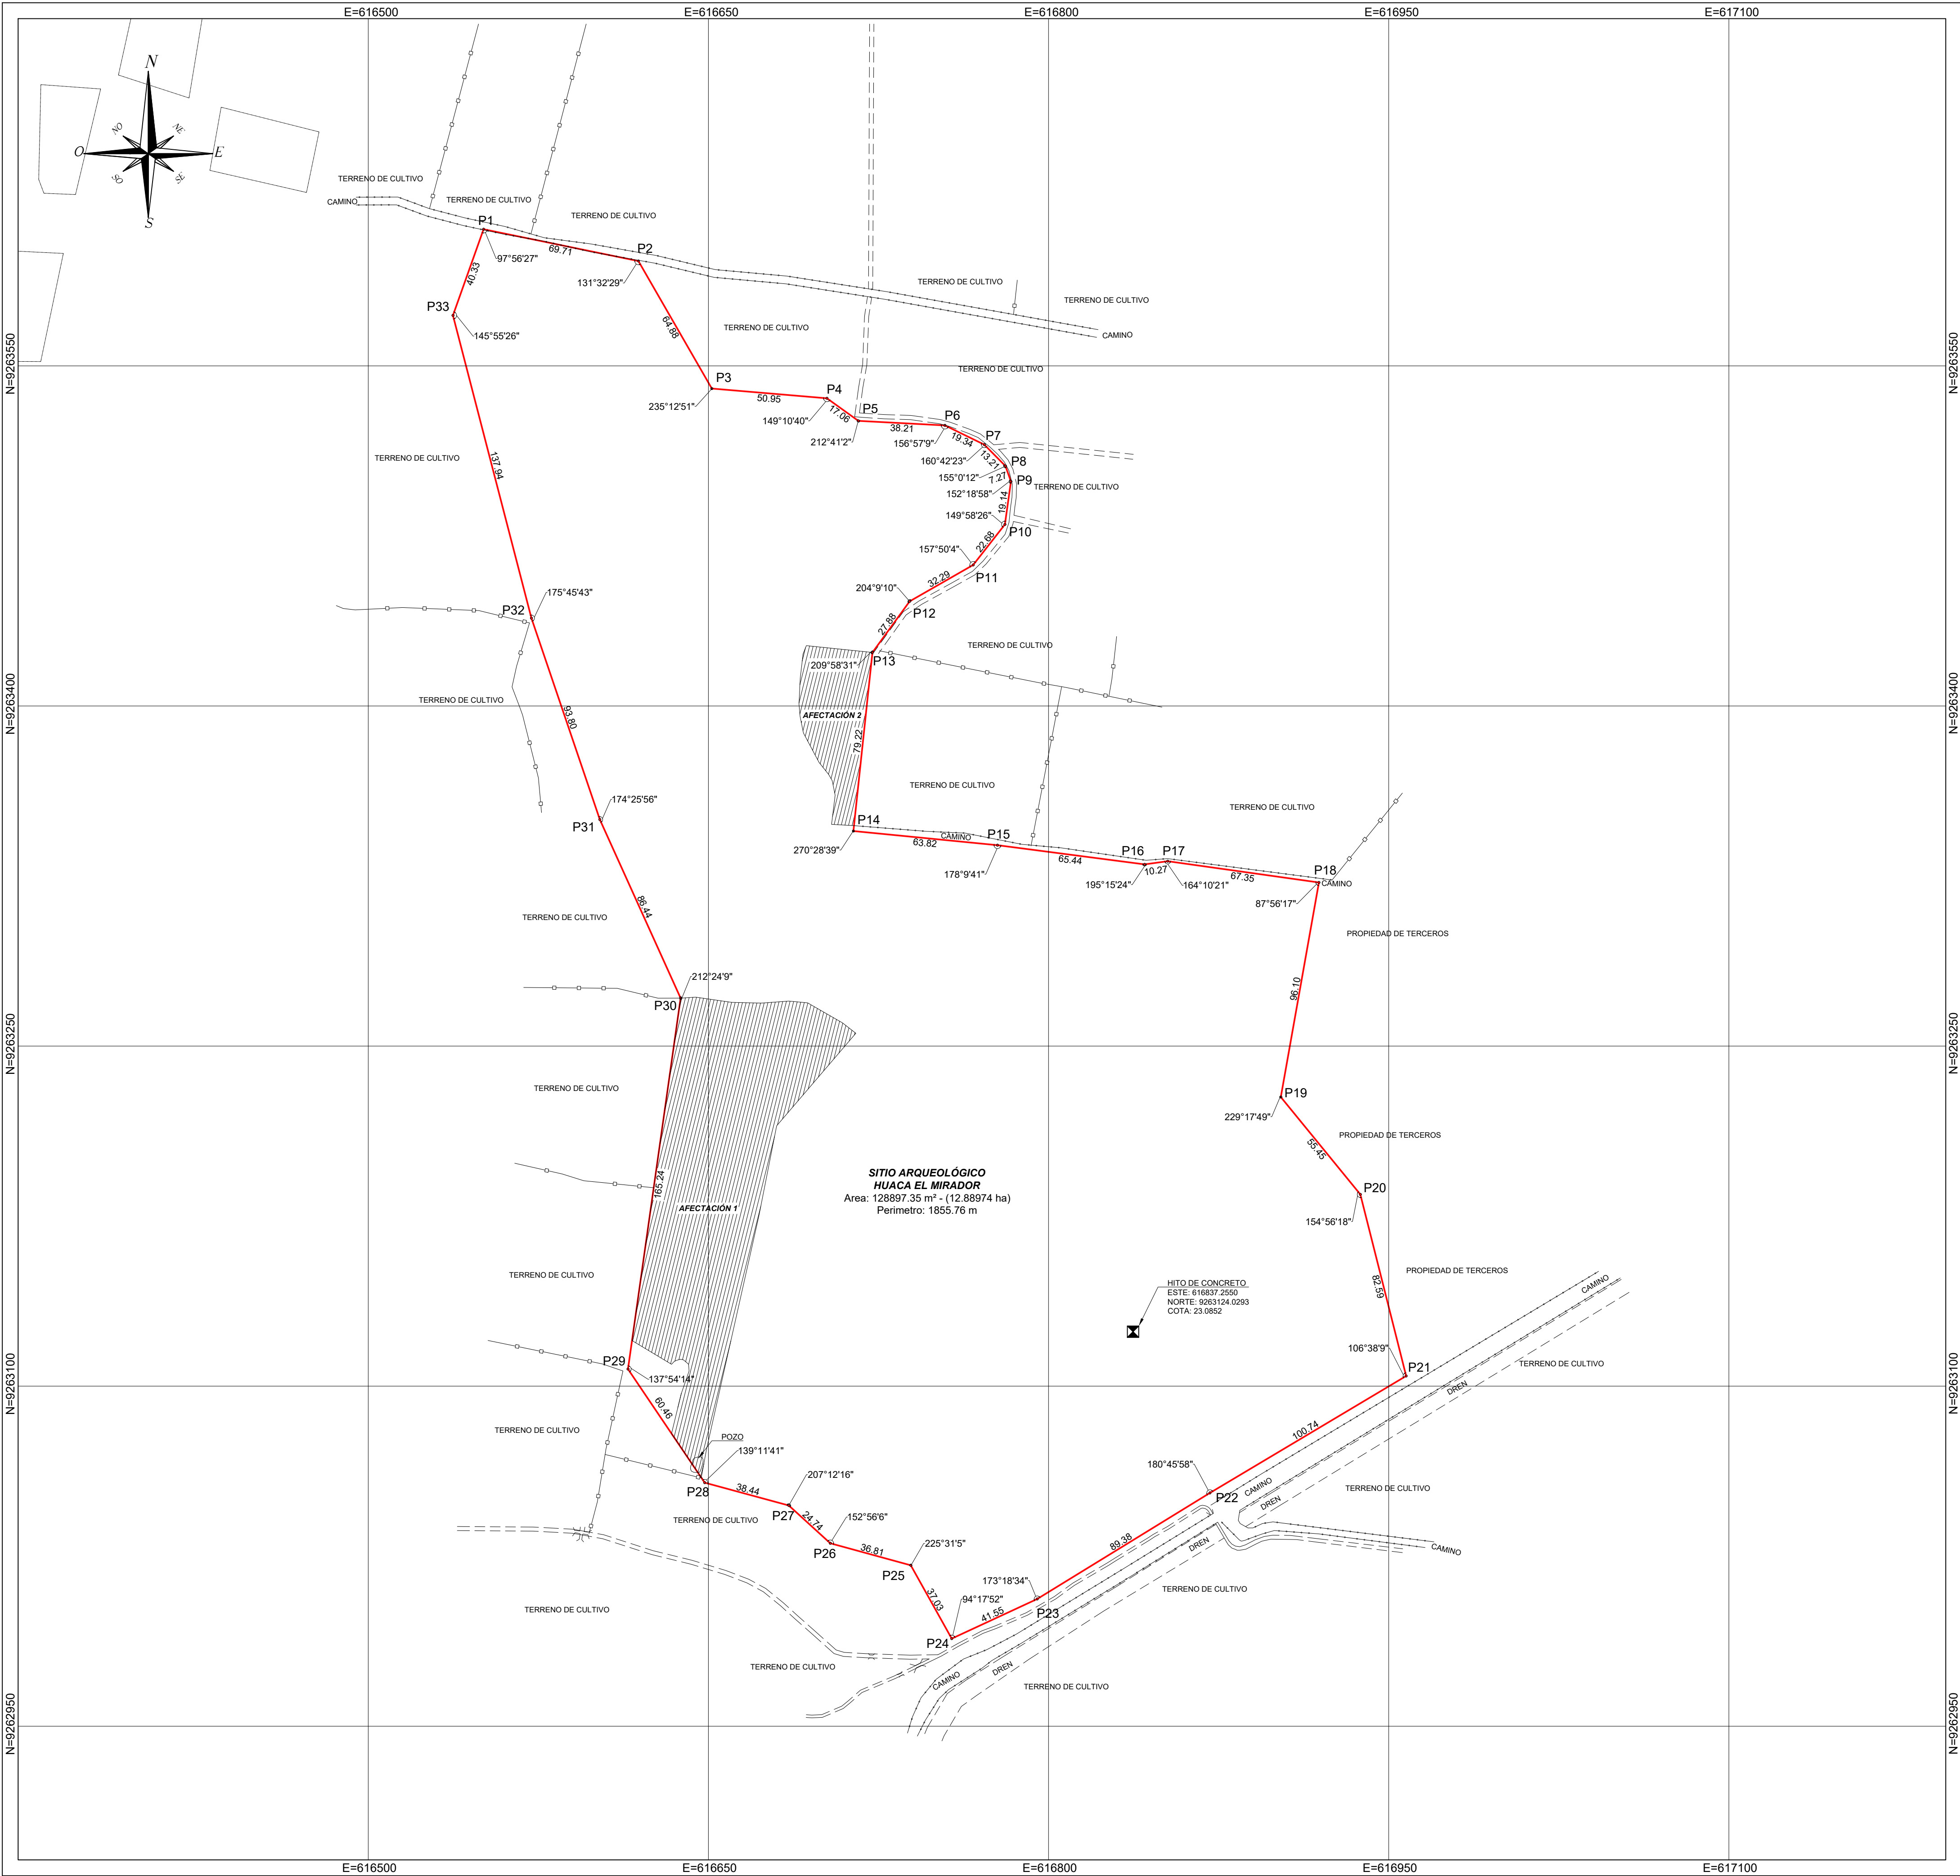 E=616500
E=616650
E=616800
E=616950
E=617100
N
NO
NE
O
E
SO
SE
S
TERRENO DE CULTIVO
CAMINO
TERRENO DE CULTIVO
TERRENO DE CULTIVO
P1
69.71
P2
97°56'27"
131°32'29"
40.33
P33
145°55'26"
64.88
TERRENO DE CULTIVO
TERRENO DE CULTIVO
TERRENO DE CULTIVO
CAMINO
N=9263550
N=9263550
TERRENO DE CULTIVO
P3
235°12'51"
50.95
P4
149°10'40"
17.06
P5
212°41'2"
38.21
P6
156°57'9"
19.34
P7
160°42'23"
13.21
P8
155°0'12"
7.27
P9
152°18'58"
TERRENO DE CULTIVO
19.14
149°58'26"
P10
22.68
157°50'4"
P11
32.29
204°9'10"
P12
27.88
TERRENO DE CULTIVO
137.94
P32
175°45'43"
209°58'31"
P13
TERRENO DE CULTIVO
TERRENO DE CULTIVO
N=9263400
N=9263400
AFECTACIÓN 2
79.22
93.80
TERRENO DE CULTIVO
TERRENO DE CULTIVO
174°25'56"
P31
P14
270°28'39"
63.82
CAMINO
P15
178°9'41"
65.44
P16
195°15'24"
10.27
P17
164°10'21"
67.35
P18
CAMINO
87°56'17"
86.44
TERRENO DE CULTIVO
PROPIEDAD DE TERCEROS
212°24'9"
P30
96.10
N=9263250
N=9263250
TERRENO DE CULTIVO
P19
229°17'49"
PROPIEDAD DE TERCEROS
55.45
165.24
AFECTACIÓN 1
SITIO ARQUEOLÓGICO
HUACA EL MIRADOR
Area: 128897.35 m² - (12.88974 ha)
Perimetro: 1855.76 m
P20
154°56'18"
TERRENO DE CULTIVO
PROPIEDAD DE TERCEROS
82.59
HITO DE CONCRETO
ESTE: 616837.2550
NORTE: 9263124.0293
COTA: 23.0852
CAMINO
P29
137°54'14"
106°38'9"
P21
TERRENO DE CULTIVO
DREN
N=9263100
N=9263100
60.46
TERRENO DE CULTIVO
POZO
139°11'41"
100.74
180°45'58"
P28
38.44
207°12'16"
P22
CAMINO
DREN
TERRENO DE CULTIVO
P27
TERRENO DE CULTIVO
24.74
152°56'6"
P26
36.81
225°31'5"
P25
89.38
DREN
CAMINO
37.03
173°18'34"
94°17'52"
41.55
P23
TERRENO DE CULTIVO
TERRENO DE CULTIVO
P24
TERRENO DE CULTIVO
CAMINO
DREN
TERRENO DE CULTIVO
N=9262950
N=9262950
E=616500
E=616650
E=616800
E=616950
E=617100